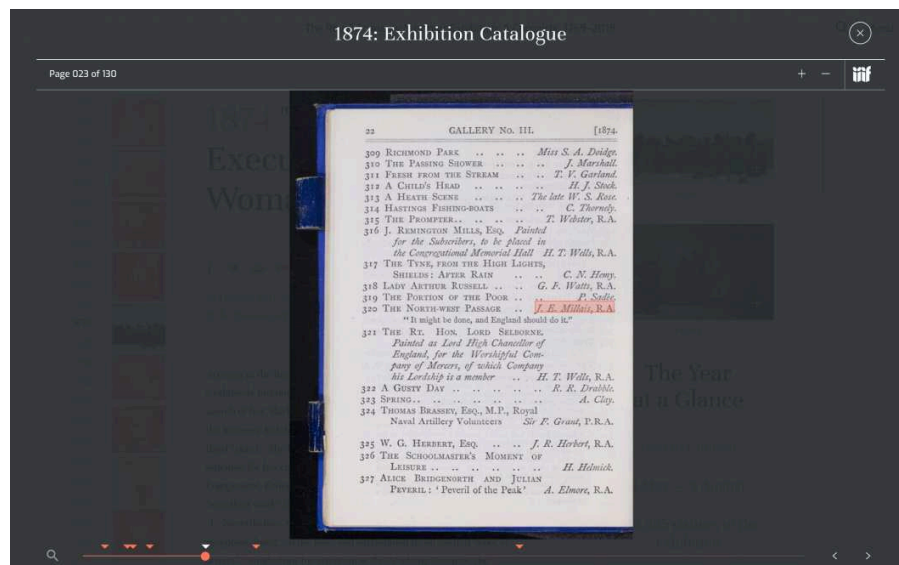 1874: Exhibition Catalogue
Page 023 of 130
iiif
22 GALLERY No. III. [1874.
309 RICHMOND PARK .. .. .. Miss S. A. Doidge.
310 THE PASSING SHOWER .. .. .. J. Marshall.
311 FRESH FROM THE STREAM .. .. T. V. Garland.
312 A CHILD'S HEAD .. .. .. .. H. J. Stock.
313 A HEATH SCENE .. .. .. The late W. S. Rose.
314 HASTINGS FISHING-BOATS .. .. C. Thornely.
315 THE PROMPTER.. .. .. .. T. Webster, R.A.
316 J. REMINGTON MILLS, ESQ. Painted
for the Subscribers, to be placed in
the Congregational Memorial Hall H. T. Wells, R.A.
317 THE TYNE, FROM THE HIGH LIGHTS,
SHIELDS: AFTER RAIN .. .. C. N. Hemy.
318 LADY ARTHUR RUSSELL .. .. G. F. Watts, R.A.
319 THE PORTION OF THE POOR .. .. P. Sadée.
320 THE NORTH-WEST PASSAGE .. J. E. Millais, R.A.
"It might be done, and England should do it."
321 THE RT. HON. LORD SELBORNE.
Painted as Lord High Chancellor of
England, for the Worshipful Com-
pany of Mercers, of which Company
his Lordship is a member .. H. T. Wells, R.A.
322 A GUSTY DAY .. .. .. .. .. R. R. Drabble.
323 SPRING.. .. .. .. .. .. A. Clay.
324 THOMAS BRASSEY, ESQ., M.P., Royal
Naval Artillery Volunteers Sir F. Grant, P.R.A.
325 W. G. HERBERT, ESQ. .. .. J. R. Herbert, R.A.
326 THE SCHOOLMASTER'S MOMENT OF
LEISURE .. .. .. .. .. .. H. Helmick.
327 ALICE BRIDGENORTH AND JULIAN
PEVERIL: 'Peveril of the Peak' A. Elmore, R.A.
The Year
at a Glance